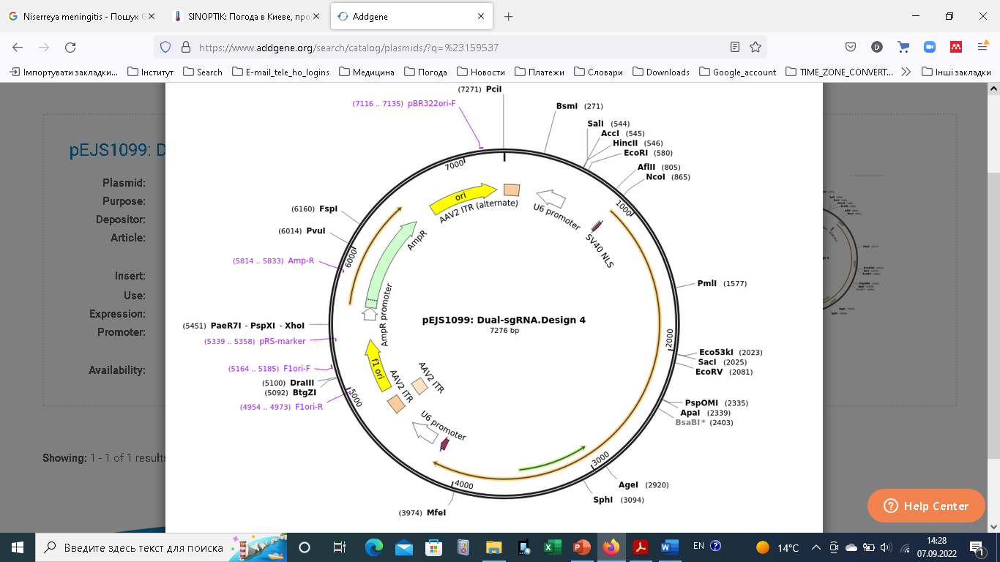 Niserreya meningitis - Пошук G
SINOPTIK: Погода в Киеве, про
Addgene
https://www.addgene.org/search/catalog/plasmids/?q=%23159537
Імпортувати закладки...
Інститут
Search
E-mail_tele_ho_logins
Медицина
Погода
Новости
Платежи
Словари
Downloads
Google_account
TIME_ZONE_CONVERT...
Інші закладки
pEJS1099: D
Plasmid:
Purpose:
Depositor:
Article:
Insert:
Use:
Expression:
Promoter:
Availability:
Showing: 1 - 1 of 1 results
(7271) PciI
(7116 .. 7135) pBR322ori-F
BsmI (271)
SalI (544)
AccI (545)
HincII (546)
EcoRI (580)
AflII (805)
NcoI (865)
7000
ori
AAV2 ITR (alternate)
U6 promoter
1000
SV40 NLS
(6160) FspI
(6014) PvuI
AmpR
6000
(5814 .. 5833) Amp-R
PmlI (1577)
AmpR promoter
pEJS1099: Dual-sgRNA.Design 4
7276 bp
(5451) PaeR7I - PspXI - XhoI
(5339 .. 5358) pRS-marker
2000
Eco53kI (2023)
SacI (2025)
EcoRV (2081)
(5164 .. 5185) F1ori-F
f1 ori
AAV2 ITR
AAV2 ITR
(5100) DraIII
(5092) BtgZI
5000
(4954 .. 4973) F1ori-R
PspOMI (2335)
ApaI (2339)
BsaBI* (2403)
U6 promoter
3000
4000
AgeI (2920)
SphI (3094)
(3974) MfeI
Help Center
Введите здесь текст для поиска
EN
14°C
14:28
07.09.2022
1